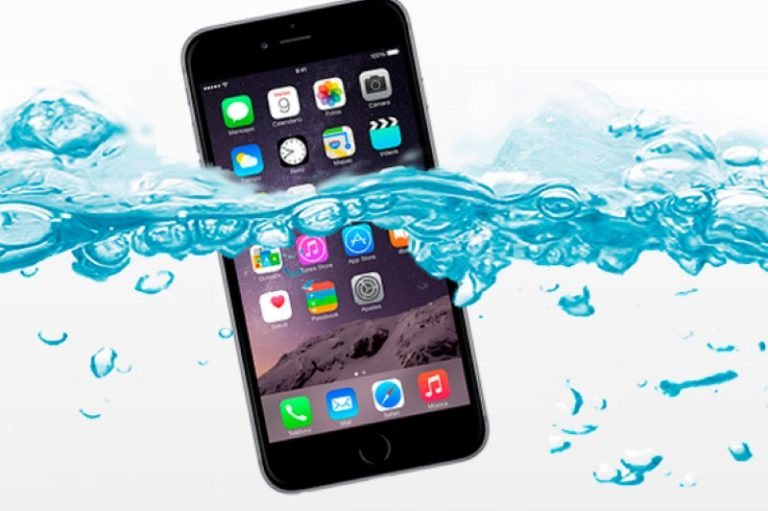 9:41
100%
Martes
9
Mensajes
Calendario
Fotos
Cámara
Tiempo
Reloj
Mapas
Vídeos
iTunes Store
App Store
Salud
Passbook
Ajustes
Teléfono
Mail
Safari
Música